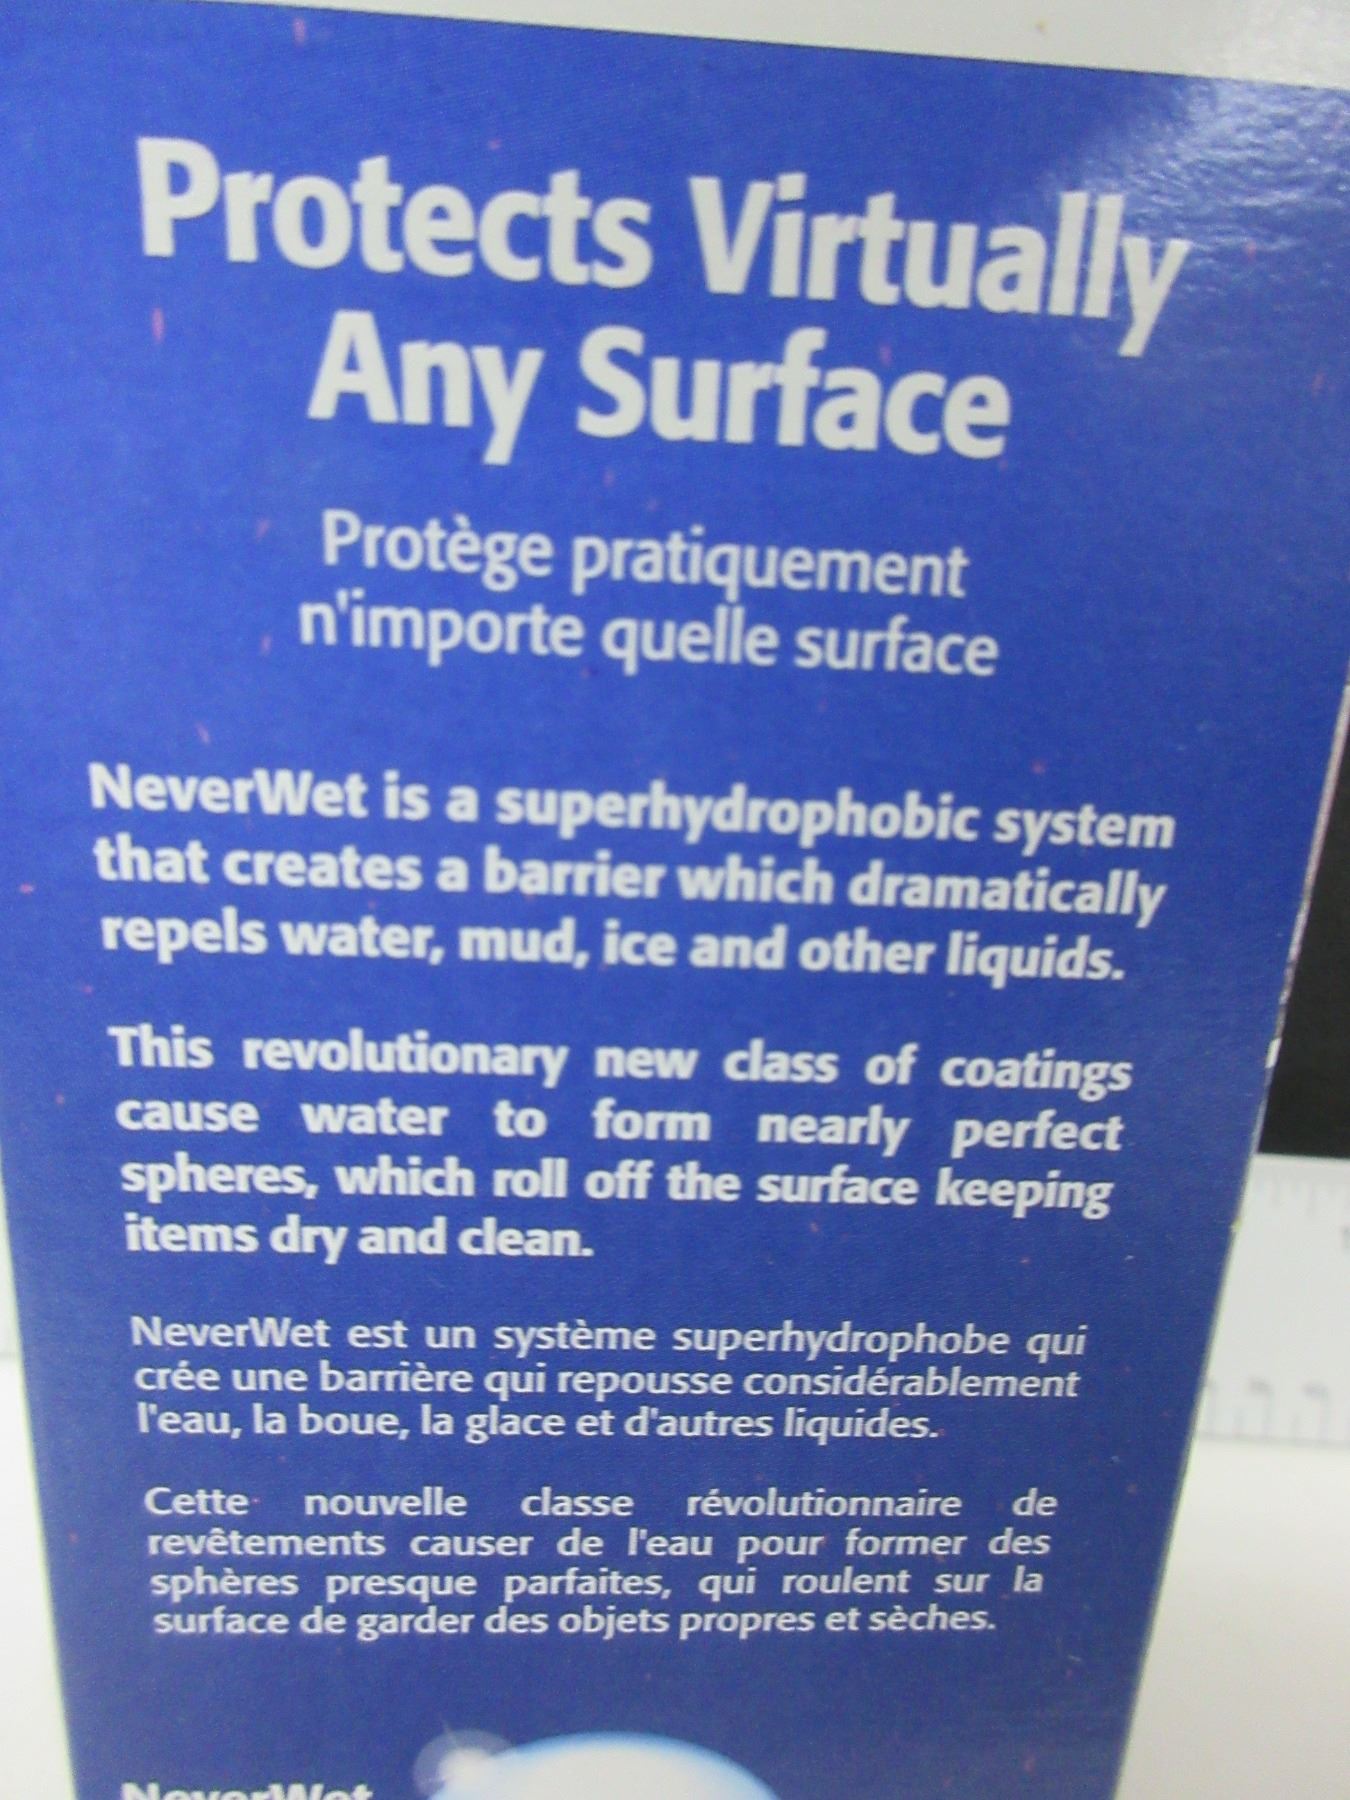 Protects Virtually
Any Surface
Protège pratiquement
n'importe quelle surface
NeverWet is a superhydrophobic system
that creates a barrier which dramatically
repels water, mud, ice and other liquids.
This revolutionary new class of coatings
cause water to form nearly perfect
spheres, which roll off the surface keeping
items dry and clean.
NeverWet est un système superhydrophobe qui
crée une barrière qui repousse considérablement
l'eau, la boue, la glace et d'autres liquides.
Cette nouvelle classe révolutionnaire de
revêtements causer de l'eau pour former des
sphères presque parfaites, qui roulent sur la
surface de garder des objets propres et sèches.
NeverWet